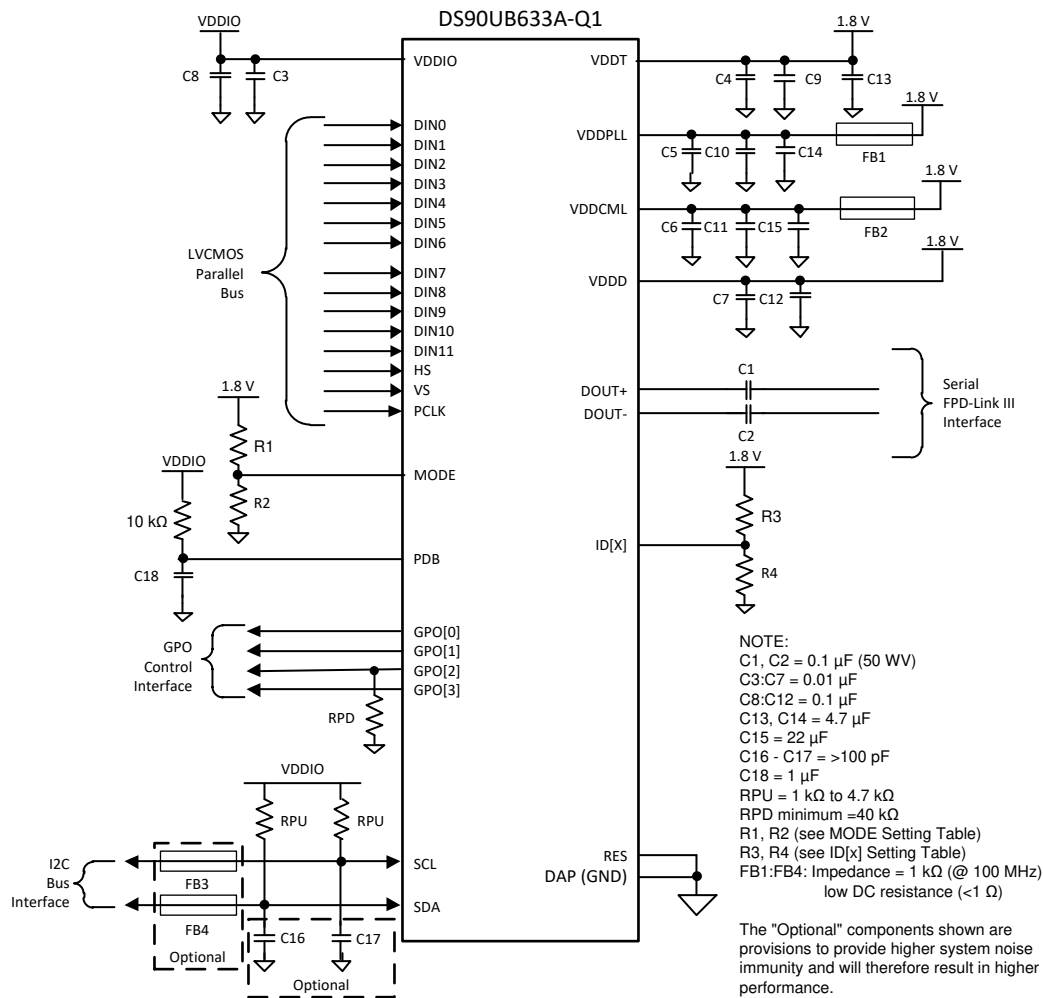 DS90UB633A-Q1
VDDIO
VDDIO
C8
C3
LVCMOS
Parallel
Bus
DIN0
DIN1
DIN2
DIN3
DIN4
DIN5
DIN6
DIN7
DIN8
DIN9
DIN10
DIN11
HS
VS
PCLK
1.8 V
R1
MODE
R2
VDDIO
10 kΩ
PDB
C18
GPO
Control
Interface
GPO[0]
GPO[1]
GPO[2]
GPO[3]
RPD
VDDIO
RPU
RPU
I2C
Bus
Interface
FB3
SCL
FB4
SDA
Optional
C16
C17
Optional
1.8 V
VDDT
C4
C9
C13
1.8 V
VDDPLL
C5
C10
C14
FB1
1.8 V
VDDCML
C6
C11
C15
FB2
1.8 V
VDDD
C7
C12
C1
DOUT+
DOUT-
C2
Serial
FPD-Link III
Interface
1.8 V
R3
ID[X]
R4
RES
DAP (GND)
NOTE:
C1, C2 = 0.1 µF (50 WV)
C3:C7 = 0.01 µF
C8:C12 = 0.1 µF
C13, C14 = 4.7 µF
C15 = 22 µF
C16 - C17 = >100 pF
C18 = 1 µF
RPU = 1 kΩ to 4.7 kΩ
RPD minimum =40 kΩ
R1, R2 (see MODE Setting Table)
R3, R4 (see ID[x] Setting Table)
FB1:FB4: Impedance = 1 kΩ (@ 100 MHz)
low DC resistance (<1 Ω)
The "Optional" components shown are
provisions to provide higher system noise
immunity and will therefore result in higher
performance.